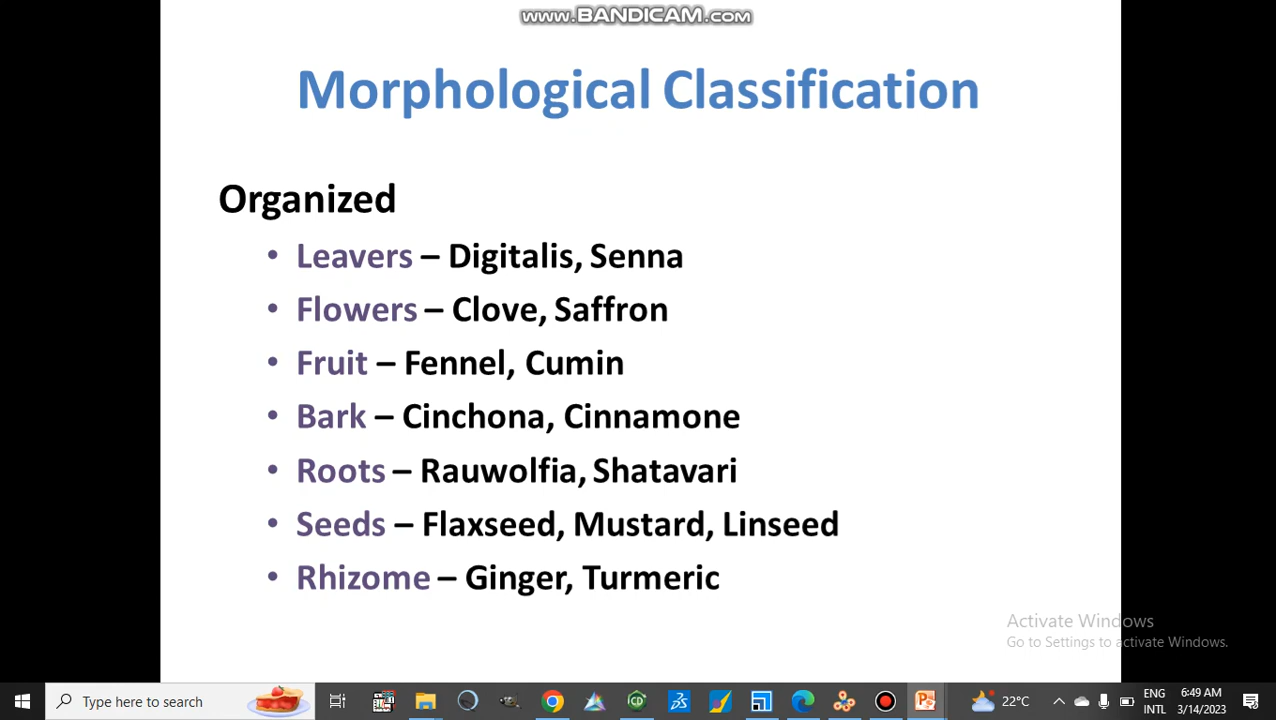 WWW.BANDICAM.COM
Morphological Classification
Organized
• Leavers – Digitalis, Senna
• Flowers – Clove, Saffron
• Fruit – Fennel, Cumin
• Bark – Cinchona, Cinnamone
• Roots – Rauwolfia, Shatavari
• Seeds – Flaxseed, Mustard, Linseed
• Rhizome – Ginger, Turmeric
Activate Windows
Go to Settings to activate Windows.
Type here to search
22°C
ENG
INTL
6:49 AM
3/14/2023